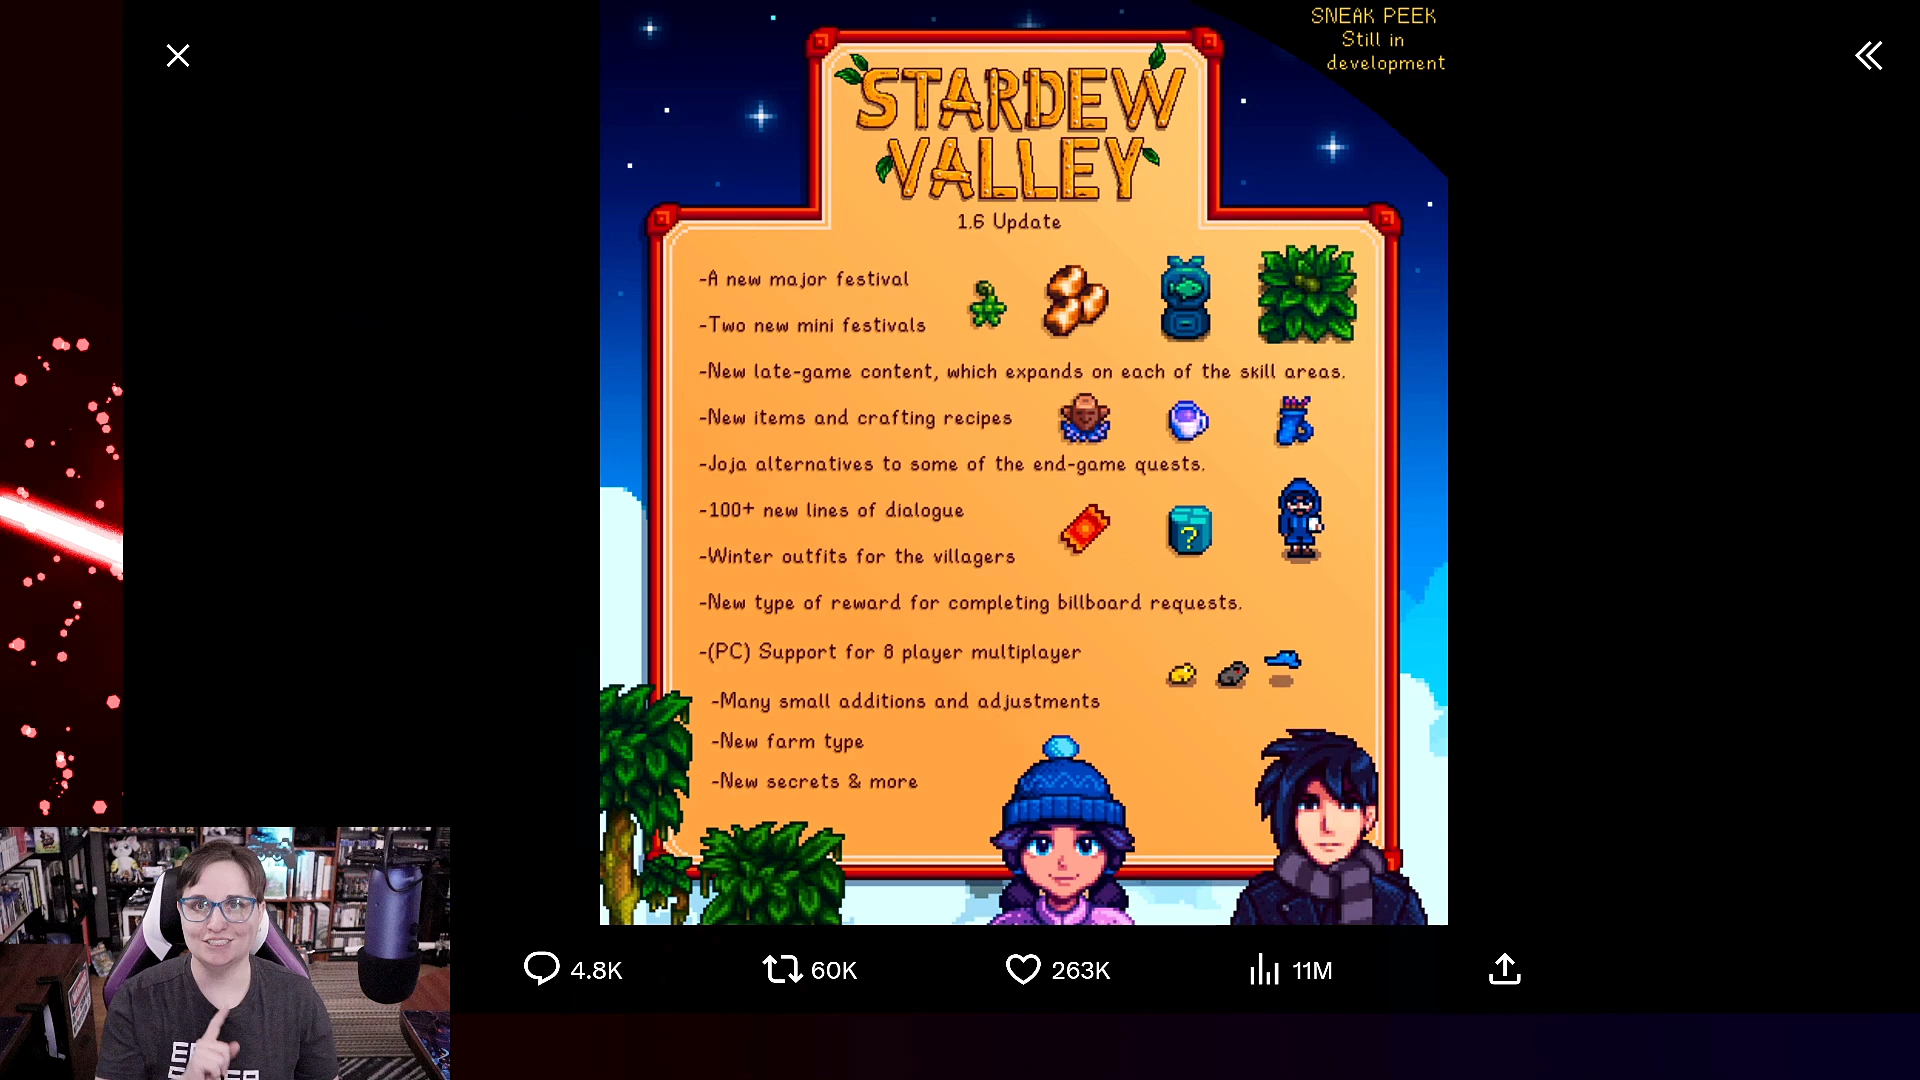 SNEAK PEEK
Still in
development
STARDEW
VALLEY
1.6 Update
-A new major festival
-Two new mini festivals
-New late-game content, which expands on each of the skill areas.
-New items and crafting recipes
-Joja alternatives to some of the end-game quests.
-100+ new lines of dialogue
?
-Winter outfits for the villagers
-New type of reward for completing billboard requests.
-(PC) Support for 8 player multiplayer
-Many small additions and adjustments
-New farm type
-New secrets & more
4.8K
60K
263K
11M